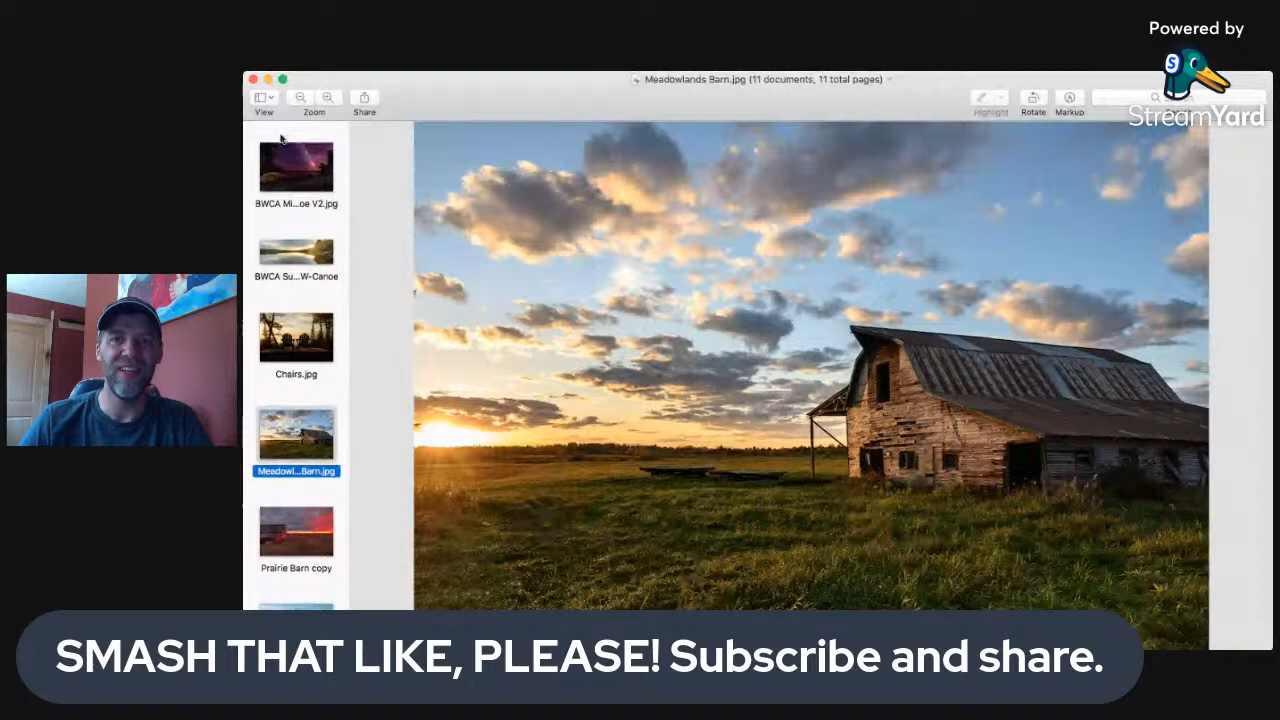 Powered by
StreamYard
S
Meadowlands Barn.jpg (11 documents, 11 total pages)
View
Zoom
Share
Highlight
Rotate
Markup
BWCA Mi...oe V2.jpg
BWCA Su...W-Canoe
Chairs.jpg
Meadowl...Barn.jpg
Prairie Barn copy
SMASH THAT LIKE, PLEASE! Subscribe and share.